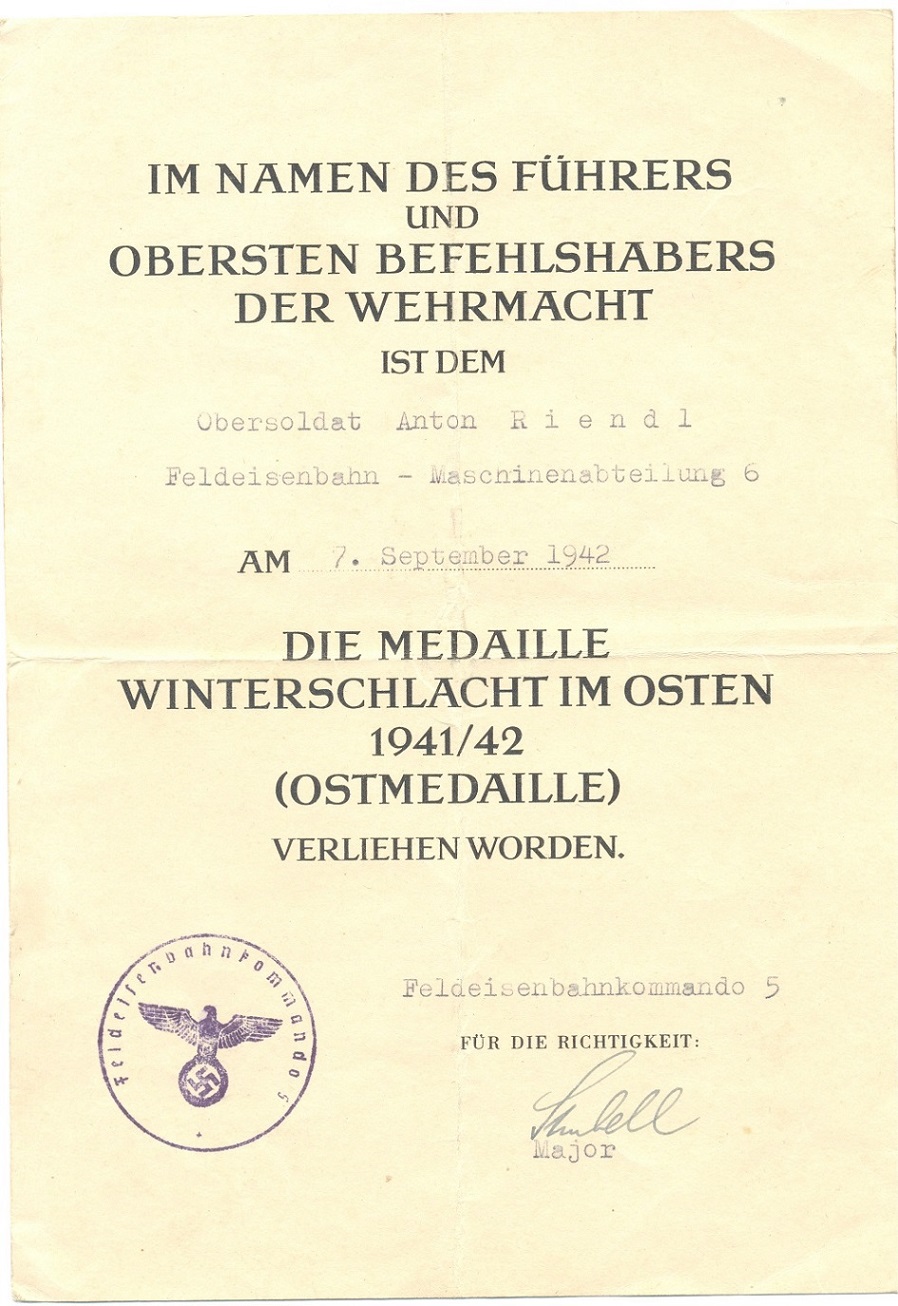 IM NAMEN DES FÜHRERS
UND
OBERSTEN BEFEHLSHABERS
DER WEHRMACHT
IST DEM
Obersoldat Anton R i e n d l
Feldeisenbahn - Maschinenabteilung 6
AM 7. September 1942
DIE MEDAILLE
WINTERSCHLACHT IM OSTEN
1941/42
(OSTMEDAILLE)
VERLIEHEN WORDEN.
Feldeisenbahnkommando 5
Feldeisenbahnkommando 5
FÜR DIE RICHTIGKEIT:
Major